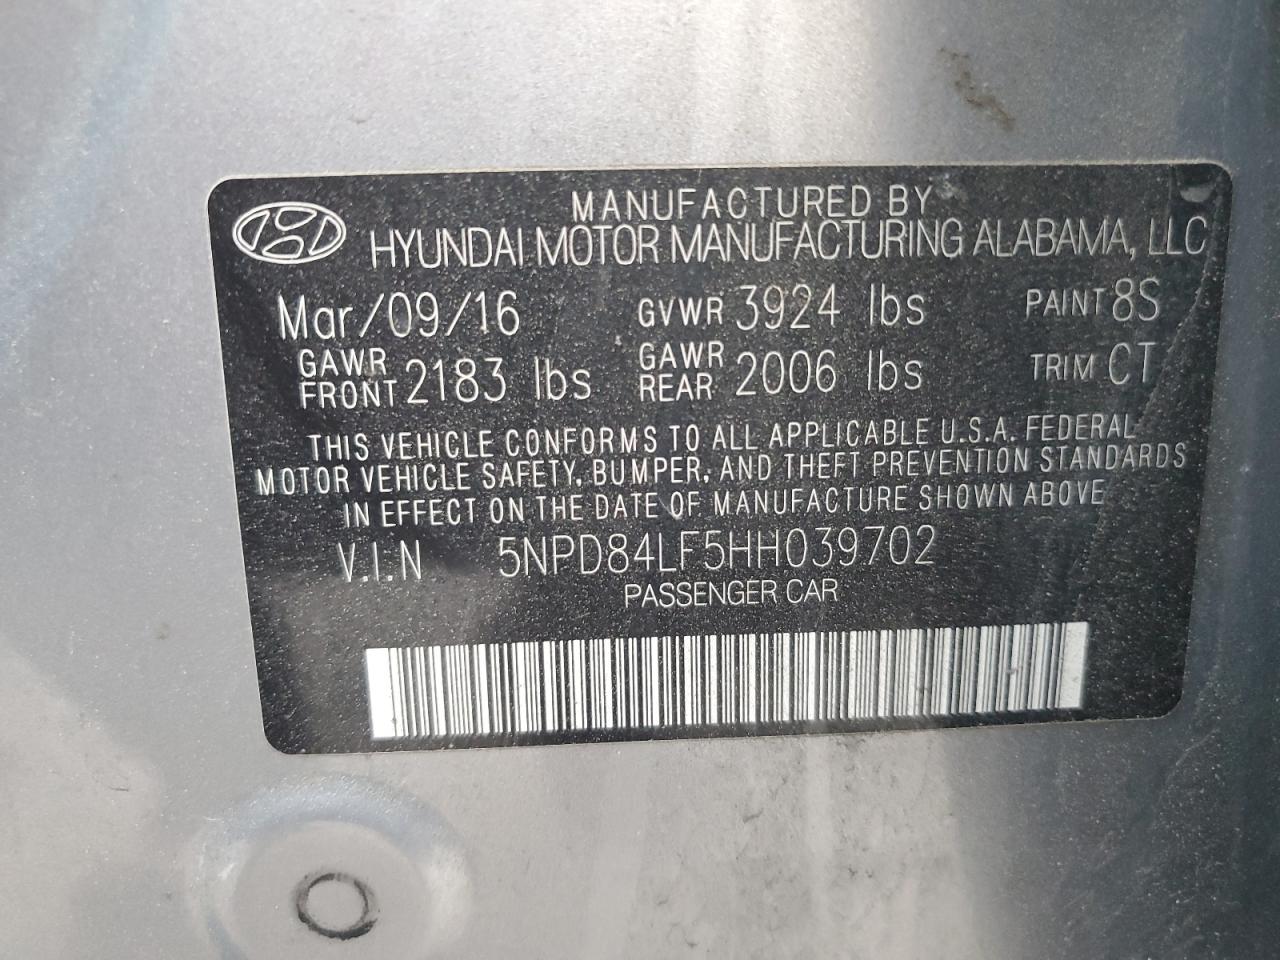 MANUFACTURED BY
HYUNDAI MOTOR MANUFACTURING ALABAMA, LLC
Mar/09/16 GVWR 3924 lbs PAINT 8S
GAWR FRONT 2183 lbs GAWR REAR 2006 lbs TRIM CT
THIS VEHICLE CONFORMS TO ALL APPLICABLE U.S.A. FEDERAL
MOTOR VEHICLE SAFETY, BUMPER, AND THEFT PREVENTION STANDARDS
IN EFFECT ON THE DATE OF MANUFACTURE SHOWN ABOVE
V.I.N 5NPD84LF5HH039702
PASSENGER CAR